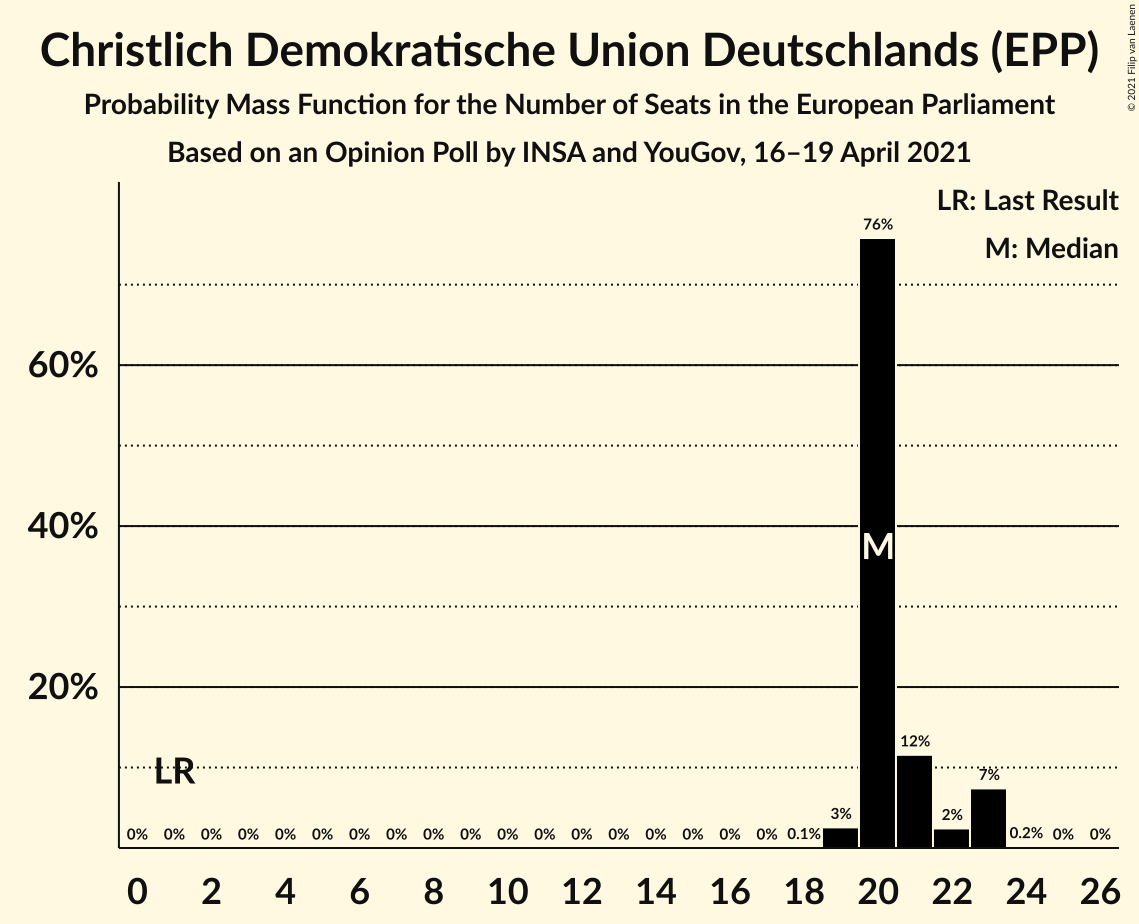 Christlich Demokratische Union Deutschlands (EPP)
Probability Mass Function for the Number of Seats in the European Parliament
Based on an Opinion Poll by INSA and YouGov, 16–19 April 2021
© 2021 Filip van Laenen
LR: Last Result
M: Median
76%
60%
40%
M
20%
12%
LR
7%
3%
2%
0% 0% 0% 0% 0% 0% 0% 0% 0% 0% 0% 0% 0% 0% 0% 0% 0% 0% 0.1% 0.2% 0% 0%
0 2 4 6 8 10 12 14 16 18 20 22 24 26